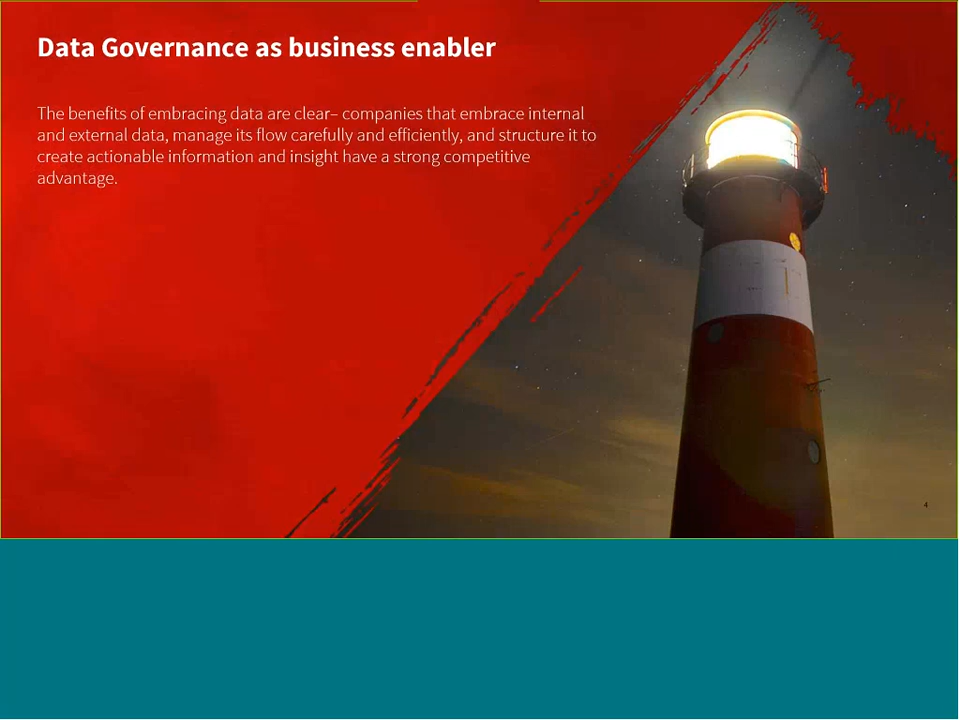 Data Governance as business enabler
The benefits of embracing data are clear– companies that embrace internal
and external data, manage its flow carefully and efficiently, and structure it to
create actionable information and insight have a strong competitive
advantage.
4